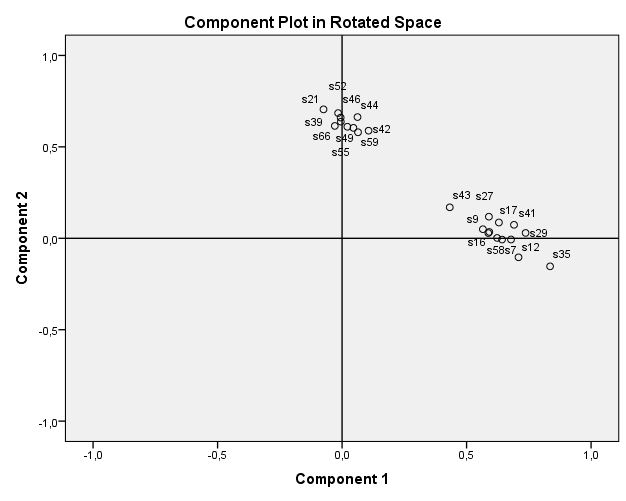 Component Plot in Rotated Space
1,0
s52
s21
s46
s44
s39
s42
s66
s49
s59
0,5
s55
s43
s27
s17
s41
s9
s29
0,0
s16
s58
s7
s12
s35
Component 2
-0,5
-1,0
-1,0
-0,5
0,0
0,5
1,0
Component 1